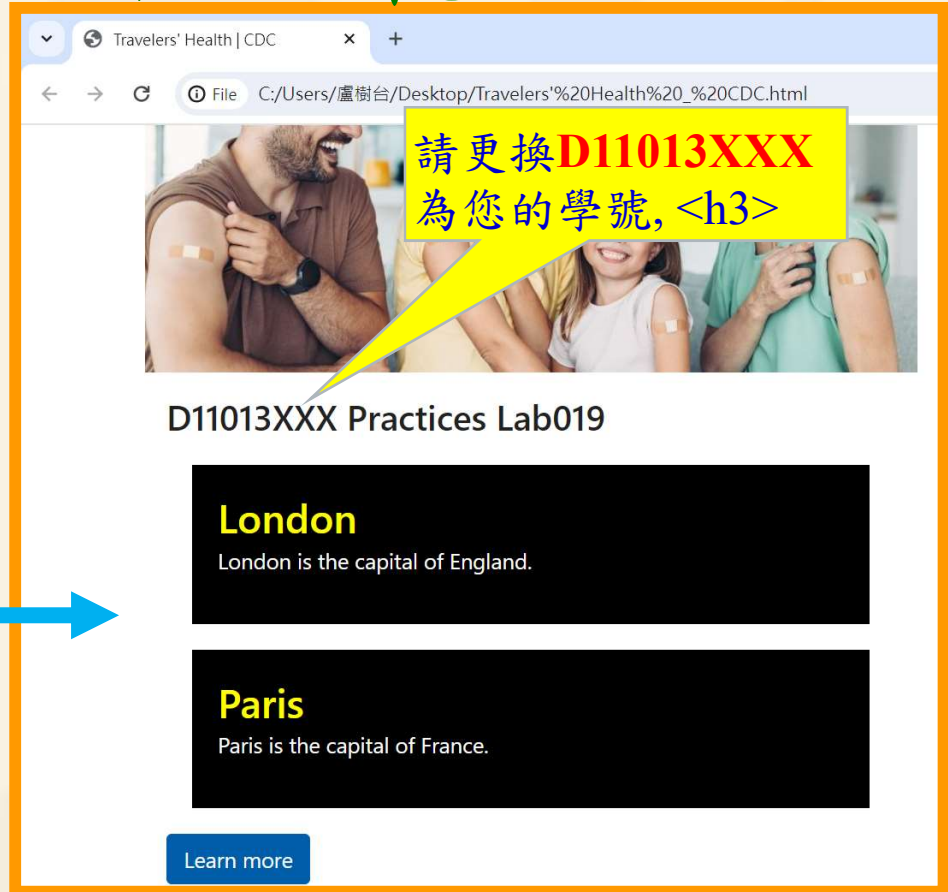 Travelers' Health | CDC
File C:/Users/盧樹台/Desktop/Travelers'%20Health%20_%20CDC.html
請更換D11013XXX
為您的學號, <h3>
D11013XXX Practices Lab019
London
London is the capital of England.
Paris
Paris is the capital of France.
Learn more